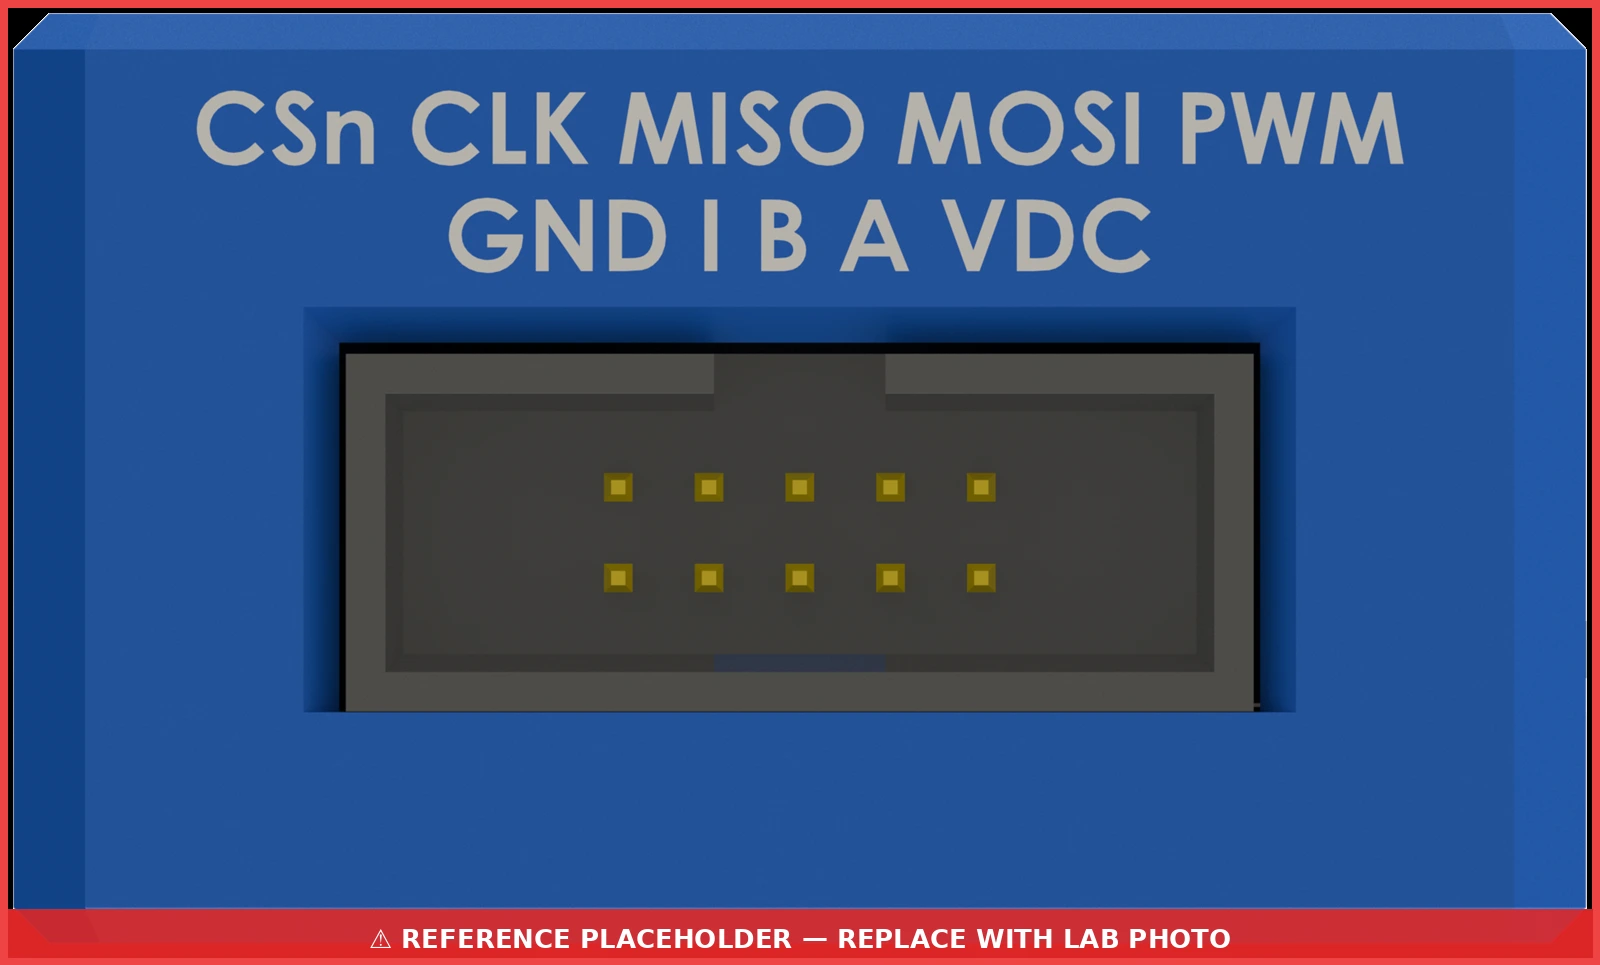 CSn CLK MISO MOSI PWM
GND I B A VDC
⚠ REFERENCE PLACEHOLDER — REPLACE WITH LAB PHOTO